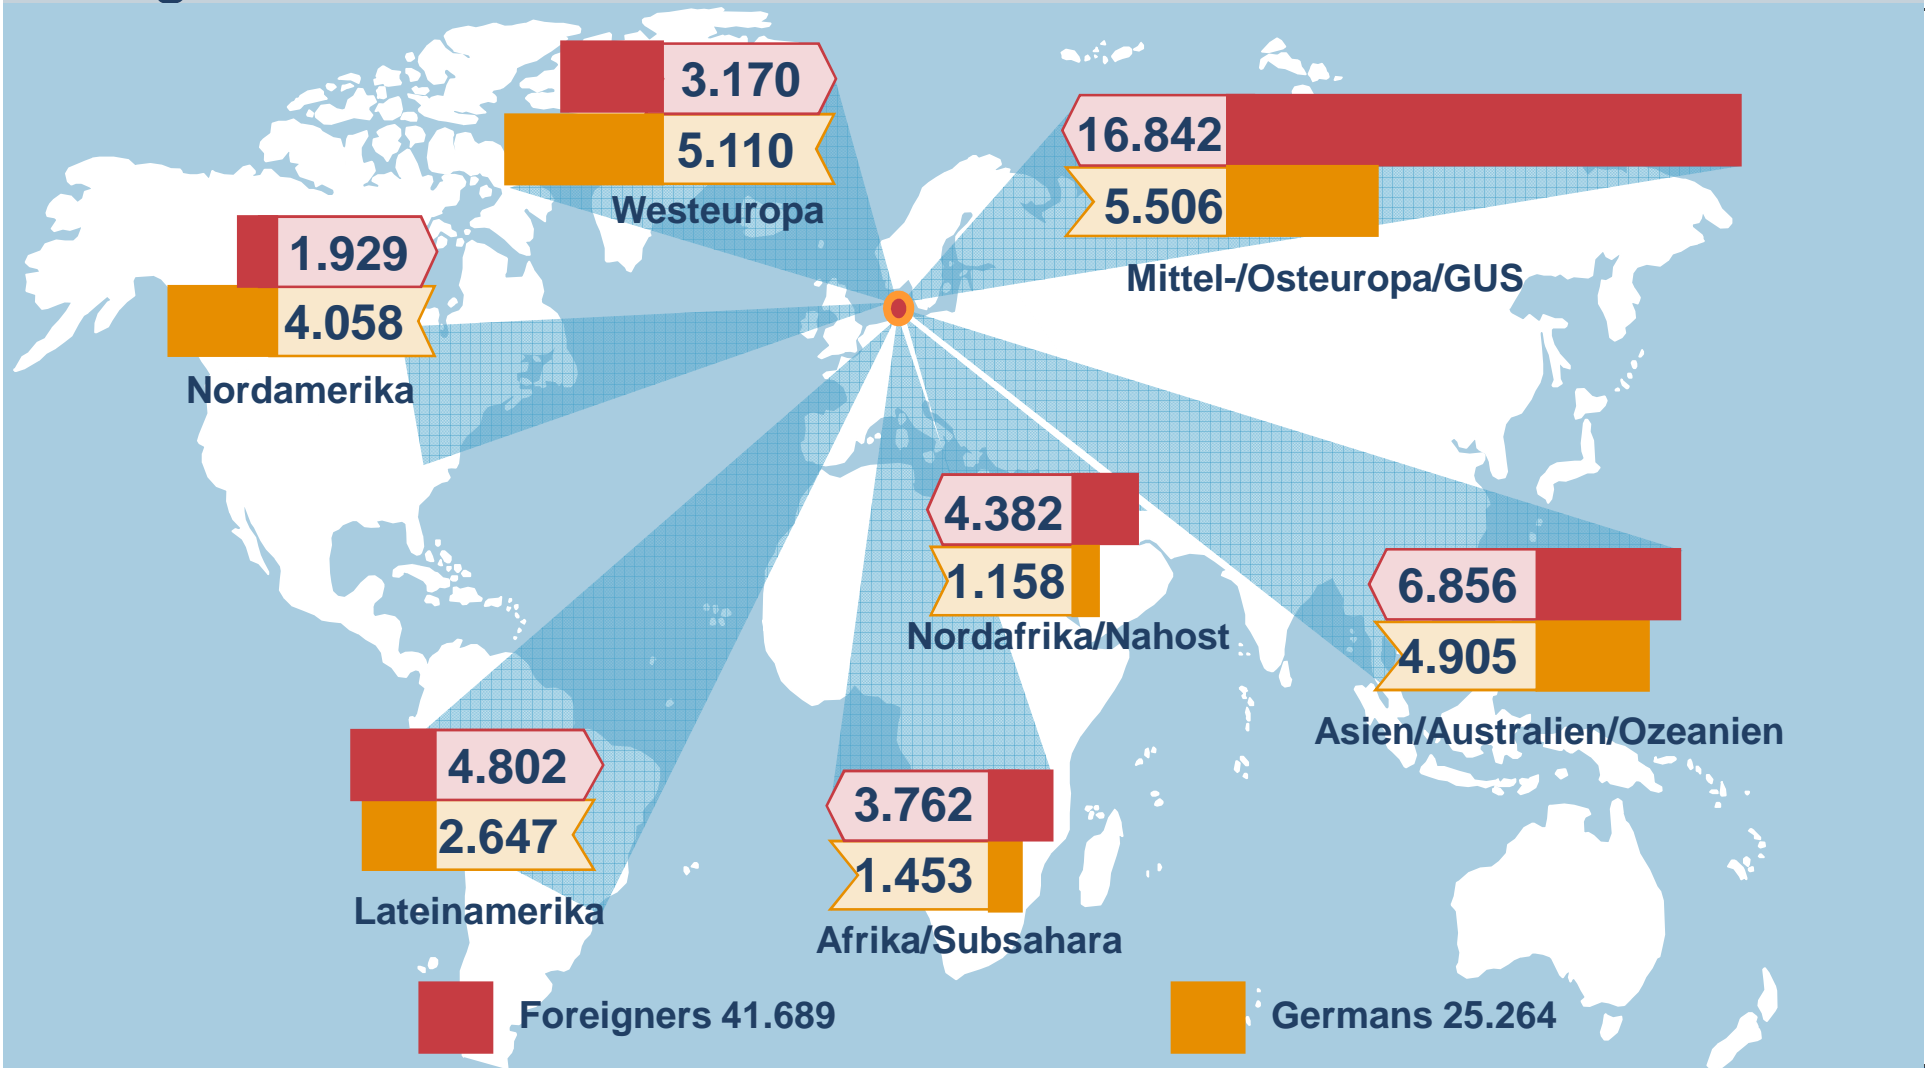 3.170
5.110
Westeuropa
16.842
5.506
Mittel-/Osteuropa/GUS
1.929
4.058
Nordamerika
4.382
1.158
Nordafrika/Nahost
6.856
4.905
Asien/Australien/Ozeanien
4.802
2.647
Lateinamerika
3.762
1.453
Afrika/Subsahara
Foreigners 41.689
Germans 25.264